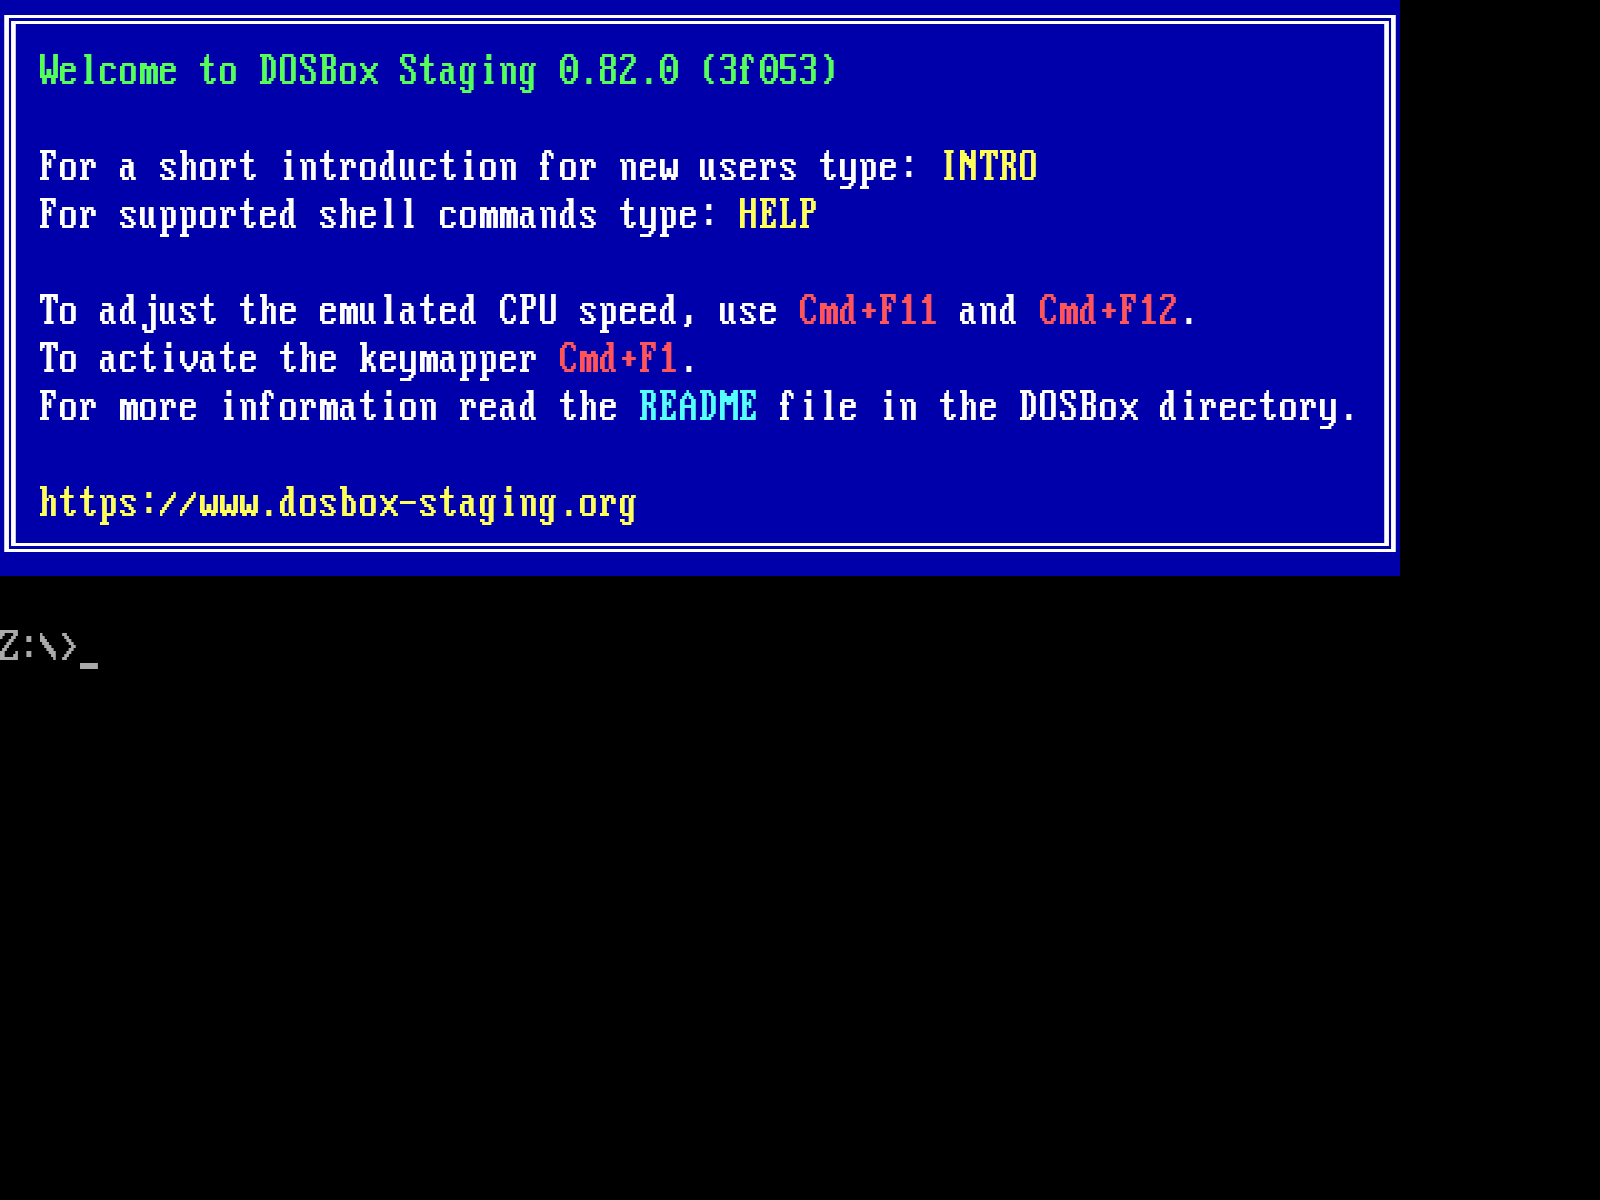 Welcome to DOSBox Staging 0.82.0 (3f053)
For a short introduction for new users type: INTRO
For supported shell commands type: HELP
To adjust the emulated CPU speed, use Cmd+F11 and Cmd+F12.
To activate the keymapper Cmd+F1.
For more information read the README file in the DOSBox directory.
https://www.dosbox-staging.org
Z:\>_